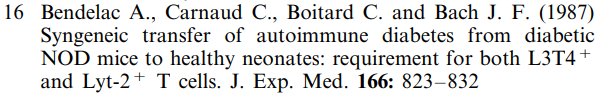 16 Bendelac A., Carnaud C., Boitard C. and Bach J. F. (1987)
Syngeneic transfer of autoimmune diabetes from diabetic
NOD mice to healthy neonates: requirement for both L3T4+
and Lyt-2+ T cells. J. Exp. Med. 166: 823–832